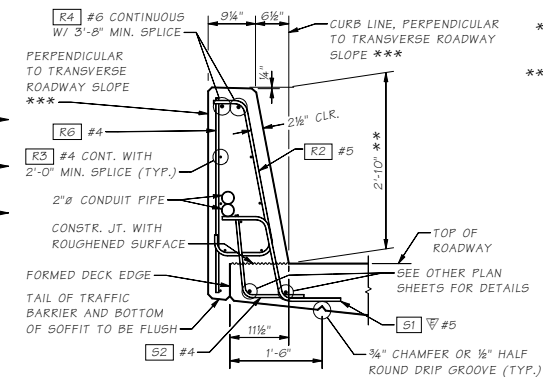 R4 #6 CONTINUOUS
W/ 3'-8" MIN. SPLICE
9¼" 6½"
CURB LINE, PERPENDICULAR
TO TRANSVERSE ROADWAY
SLOPE ***
*
**
PERPENDICULAR
TO TRANSVERSE
ROADWAY SLOPE
***
¼"
2½" CLR.
R6 #4
R2 #5
R3 #4 CONT. WITH
2'-0" MIN. SPLICE (TYP.)
2'-10" **
2"ø CONDUIT PIPE
CONSTR. JT. WITH
ROUGHENED SURFACE
TOP OF
ROADWAY
FORMED DECK EDGE
SEE OTHER PLAN
SHEETS FOR DETAILS
TAIL OF TRAFFIC
BARRIER AND BOTTOM
OF SOFFIT TO BE FLUSH
S1 #5
11½"
S2 #4
1'-6"
¾" CHAMFER OR ½" HALF
ROUND DRIP GROOVE (TYP.)